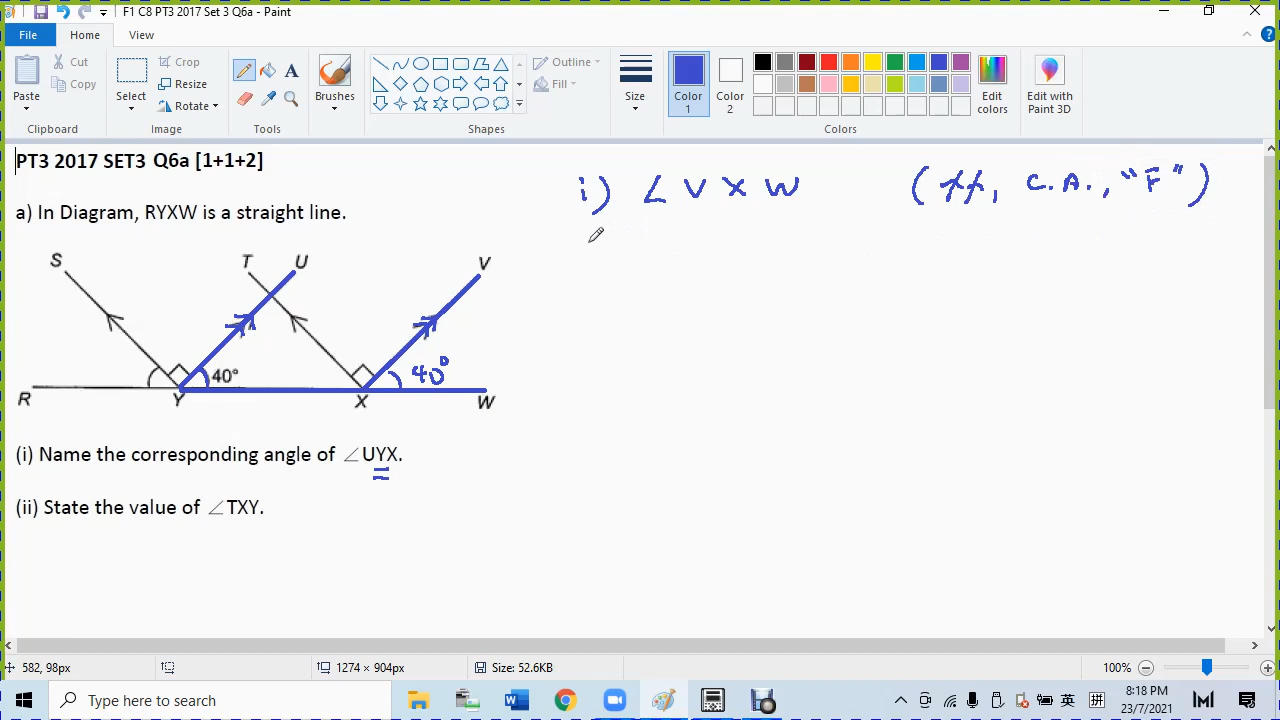 F1 C8 PT3 2017 Set 3 Q6a - Paint
File Home View
Paste Cut Copy Clipboard
Select Crop Resize Rotate Image
A Tools
Brushes
Outline Fill Shapes
Size
Color 1 Color 2 Edit colors Edit with Paint 3D Colors
PT3 2017 SET3 Q6a [1+1+2]
a) In Diagram, RYXW is a straight line.
S T U V
40° 40°
R Y X W
(i) Name the corresponding angle of ∠UYX.
(ii) State the value of ∠TXY.
i) ∠VXW (⫽, C.A., "F")
582, 98px 1274 × 904px Size: 52.6KB 100%
Type here to search
英 拼 8:18 PM
23/7/2021